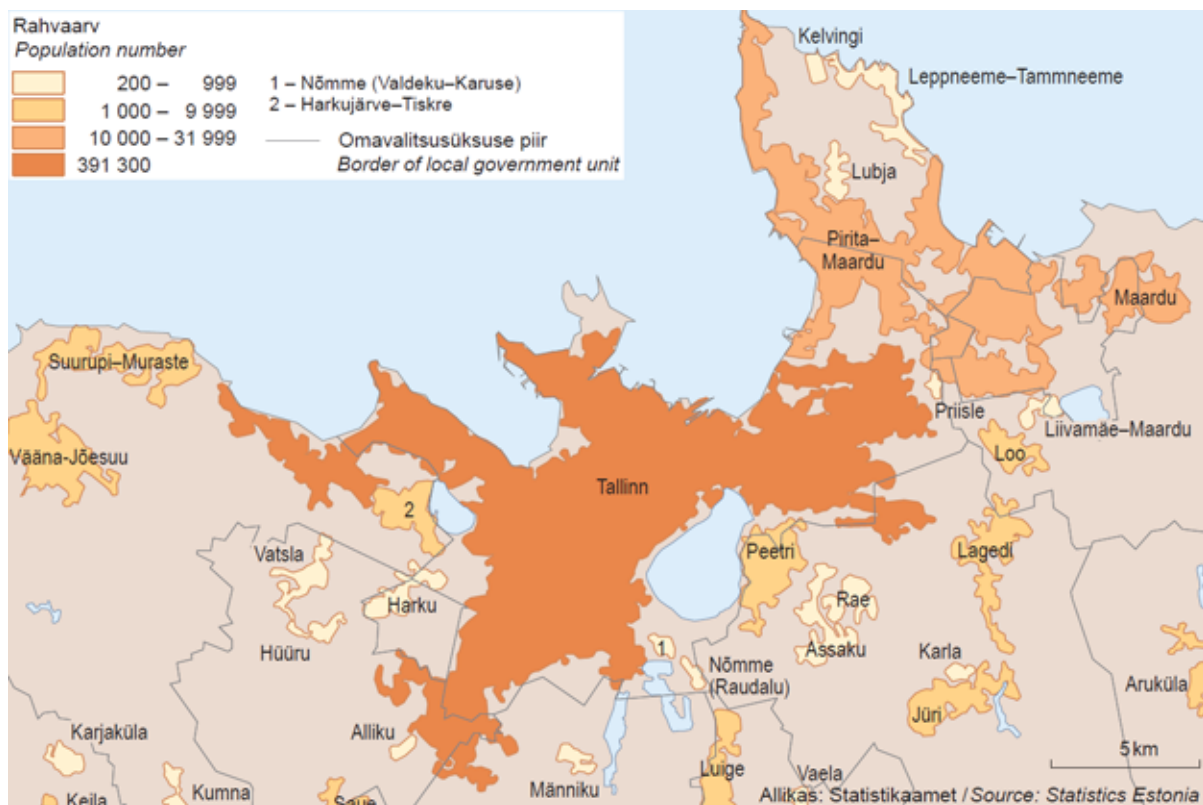 Rahvaarv
Population number
200 – 999
1 000 – 9 999
10 000 – 31 999
391 300
1 – Nõmme (Valdeku–Karuse)
2 – Harkujärve–Tiskre
Omavalitsusüksuse piir
Border of local government unit
Kelvingi
Leppneeme–Tammneeme
Lubja
Pirita–
Maardu
Maardu
Suurupi–Muraste
Priisle
Liivamäe–Maardu
Vääna-Jõesuu
Loo
Tallinn
2
Vatsla
Peetri
Lagedi
Harku
Rae
Hüüru
1
Assaku
Karla
Nõmme
(Raudalu)
Aruküla
Jüri
Karjaküla
Alliku
5 km
Männiku
Luige
Vaela
Keila
Kumna
Saue
Allikas: Statistikaamet / Source: Statistics Estonia